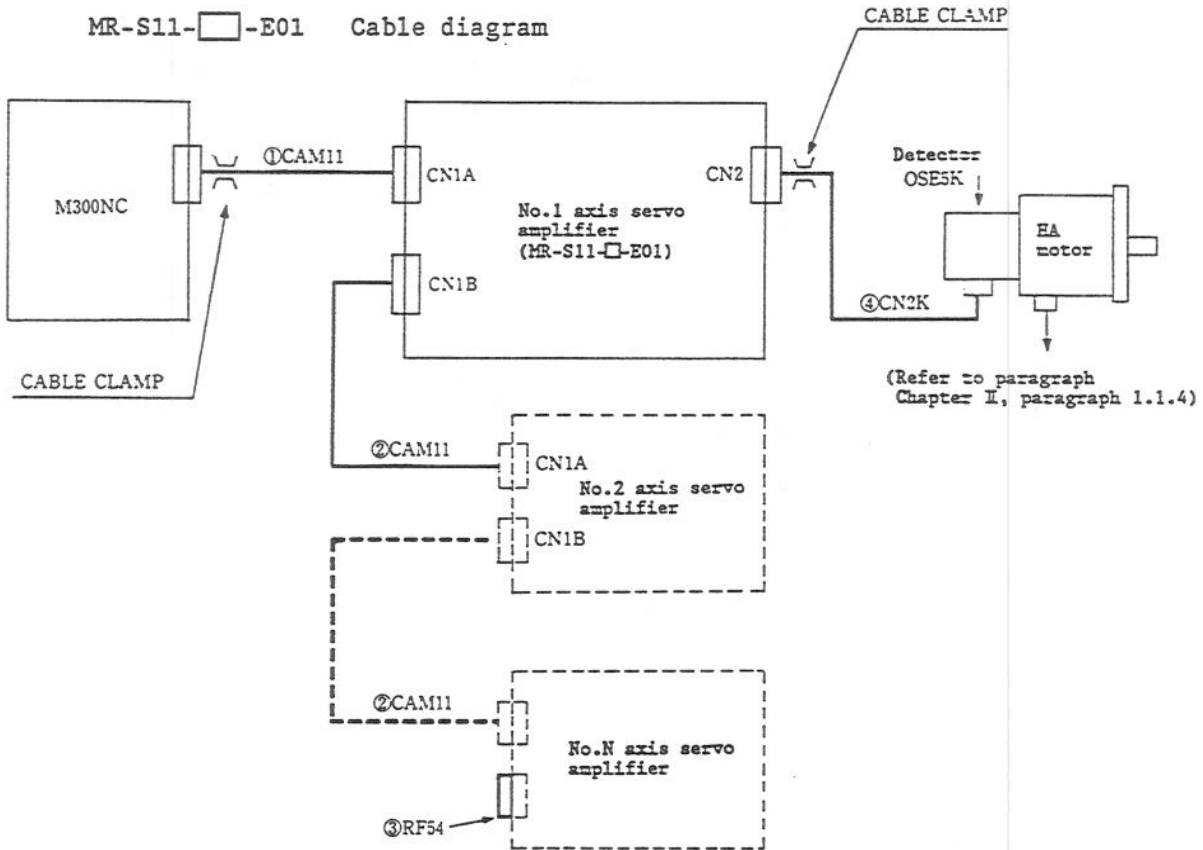 MR-S11-□-E01 Cable diagram
CABLE CLAMP
M300NC
①CAM11
CN1A
CN1B
CN2
No.1 axis servo
amplifier
(MR-S11-□-E01)
Detector
OSE5K
HA
motor
④CN2K
(Refer to paragraph
Chapter II, paragraph 1.1.4)
CABLE CLAMP
②CAM11
CN1A
CN1B
No.2 axis servo
amplifier
②CAM11
No.N axis servo
amplifier
③RF54